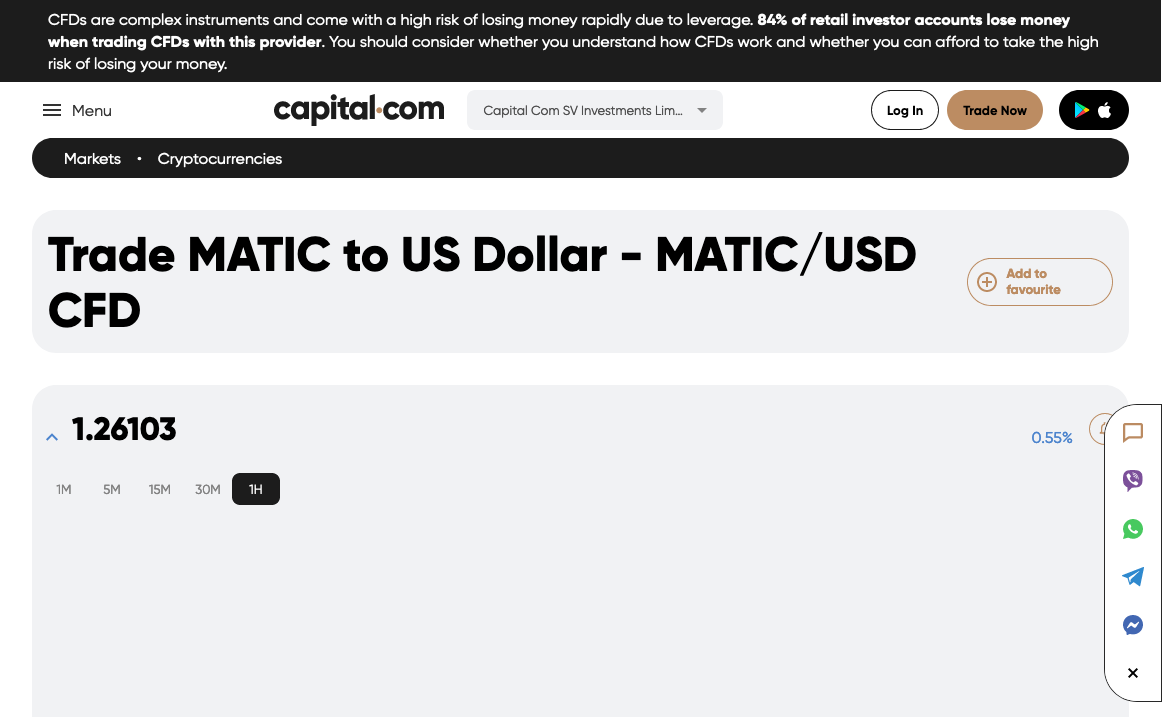 CFDs are complex instruments and come with a high risk of losing money rapidly due to leverage. 84% of retail investor accounts lose money
when trading CFDs with this provider. You should consider whether you understand how CFDs work and whether you can afford to take the high
risk of losing your money.
Menu
capital.com
Capital Com SV Investments Lim...
Log In
Trade Now
Markets • Cryptocurrencies
Trade MATIC to US Dollar - MATIC/USD
CFD
Add to
favourite
1.26103
0.55%
1M 5M 15M 30M 1H